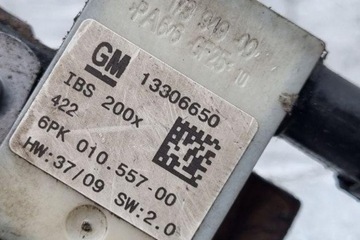 GM 13306650
IBS 200x
422
6PK 010.557-00
HW:37/09 SW:2.0